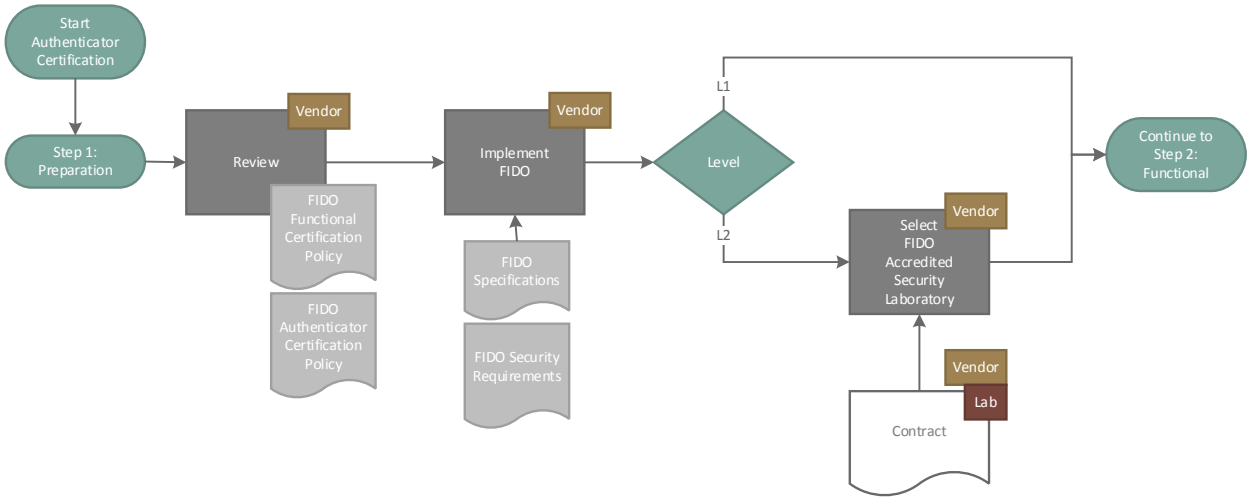 Start
Authenticator
Certification
Step 1:
Preparation
Vendor
Review
FIDO
Functional
Certification
Policy
FIDO
Authenticator
Certification
Policy
Vendor
Implement
FIDO
FIDO
Specifications
FIDO Security
Requirements
Level
L1
L2
Vendor
Select
FIDO
Accredited
Security
Laboratory
Vendor
Lab
Contract
Continue to
Step 2:
Functional